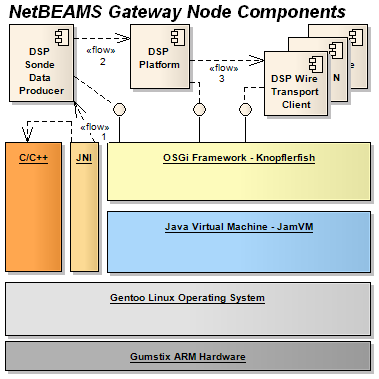 NetBEAMS Gateway Node Components
DSP
Sonde
Data
Producer
«flow»
2
DSP
Platform
«flow»
3
DSP Wire
Transport
Client
N
e
«flow»
1
C/C++
JNI
OSGi Framework - Knopflerfish
Java Virtual Machine - JamVM
Gentoo Linux Operating System
Gumstix ARM Hardware